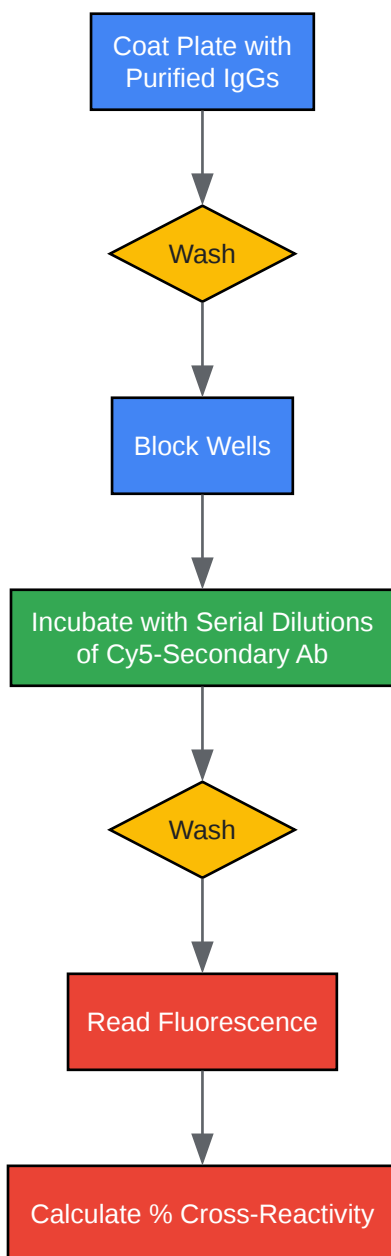 Coat Plate with
Purified IgGs
Wash
Block Wells
Incubate with Serial Dilutions
of Cy5-Secondary Ab
Wash
Read Fluorescence
Calculate % Cross-Reactivity